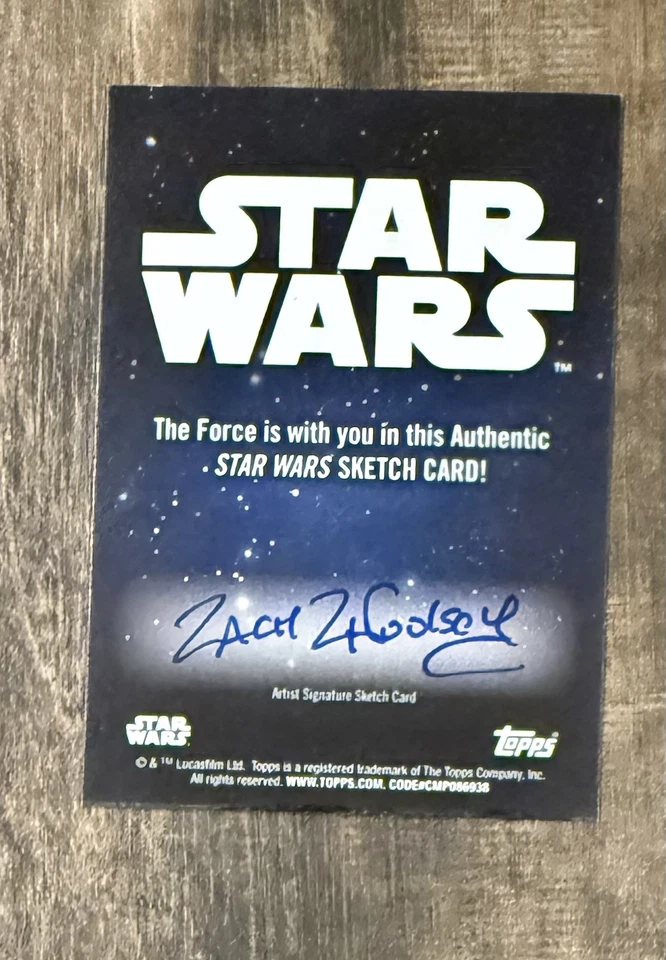 STAR
WARS
TM
The Force is with you in this Authentic
STAR WARS SKETCH CARD!
ZACH
Artist Signature Sketch Card
STAR
WARS
Topps
© & TM Lucasfilm Ltd. Topps is a registered trademark of The Topps Company, Inc.
All rights reserved. WWW.TOPPS.COM. CODE#CMP086938